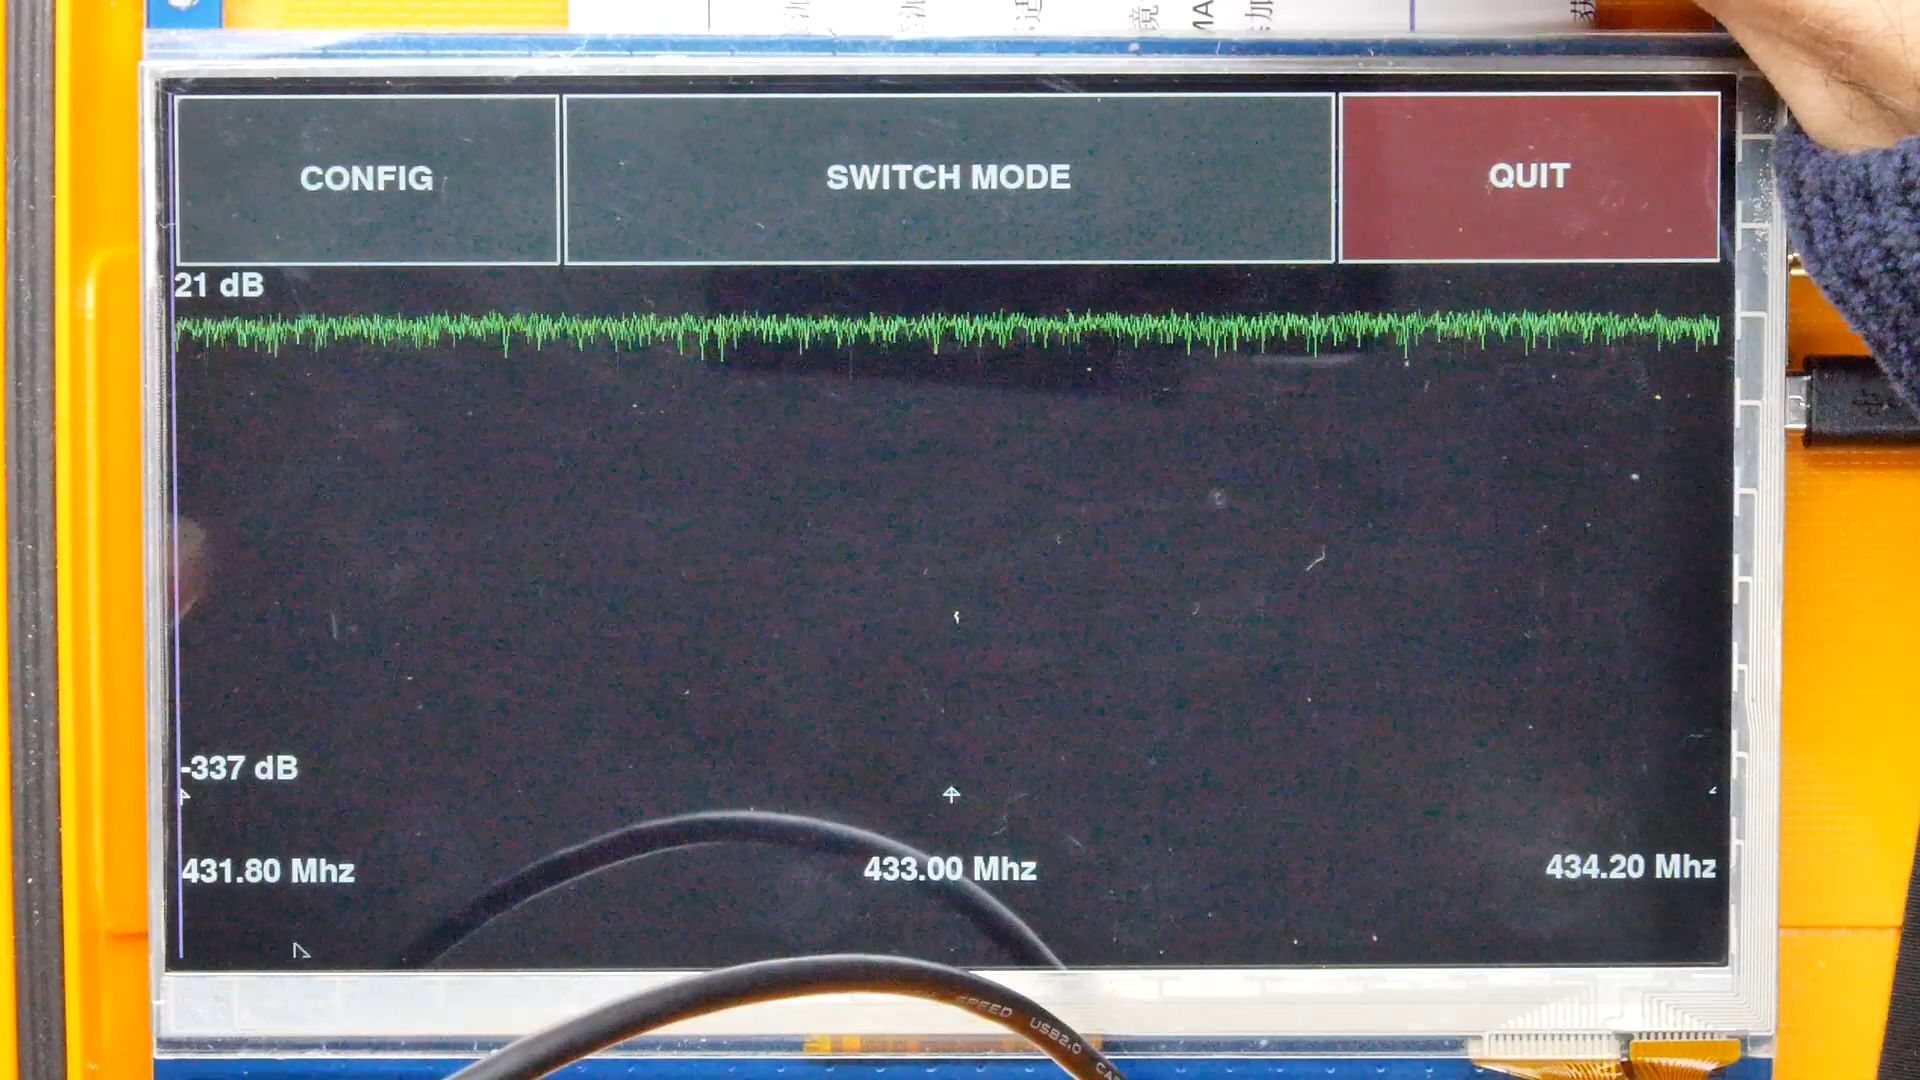 CONFIG
SWITCH MODE
QUIT
21 dB
-337 dB
431.80 Mhz
433.00 Mhz
434.20 Mhz
SPEED USB2.0